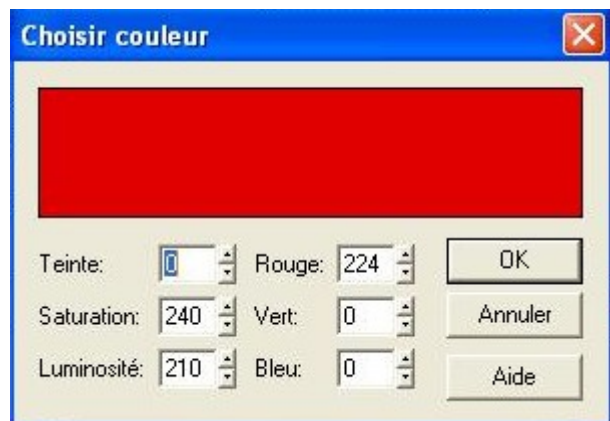 Choisir couleur
Teinte: 0 Rouge: 224 OK
Saturation: 240 Vert: 0 Annuler
Luminosité: 210 Bleu: 0 Aide